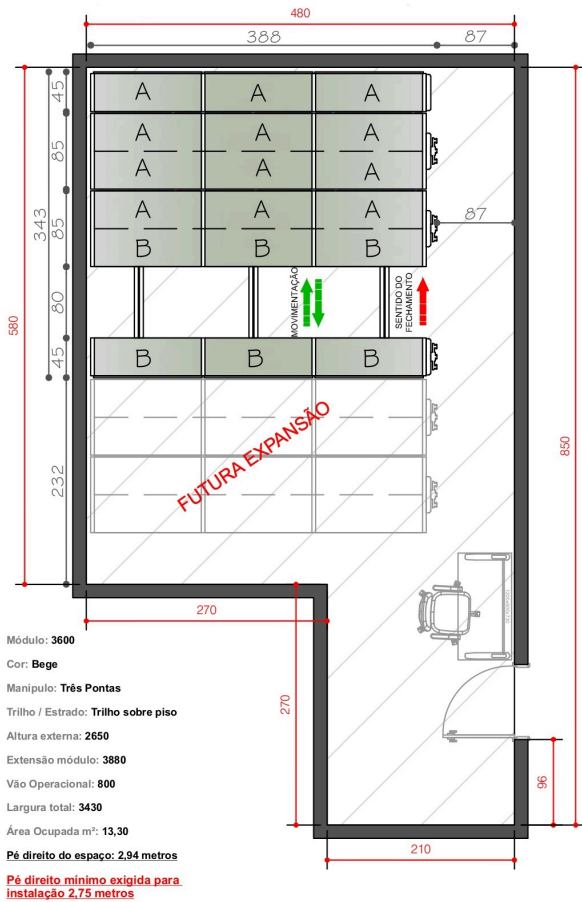 480
388 87
45
A A A
85
A A A
A A A
343
85
A A A
87
B B B
580
80
MOVIMENTAÇÃO
SENTIDO DO
FECHAMENTO
45
B B B
850
FUTURA EXPANSÃO
232
270
270
96
210
Módulo: 3600
Cor: Bege
Manipulo: Três Pontas
Trilho / Estrado: Trilho sobre piso
Altura externa: 2650
Extensão módulo: 3880
Vão Operacional: 800
Largura total: 3430
Área Ocupada m²: 13,30
Pé direito do espaço: 2,94 metros
Pé direito mínimo exigida para
instalação 2,75 metros